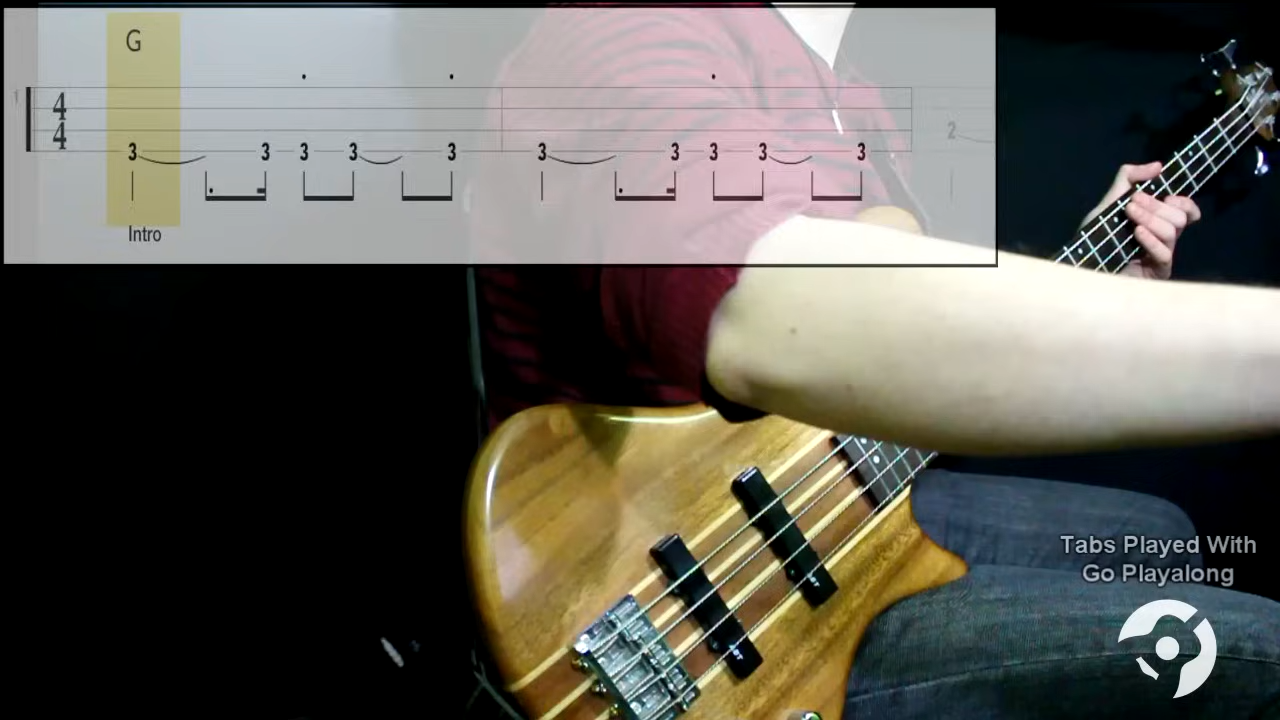 G
1
4
4
3 3 3 3 3 3 3 3 3 3 2
Intro
Tabs Played With
Go Playalong